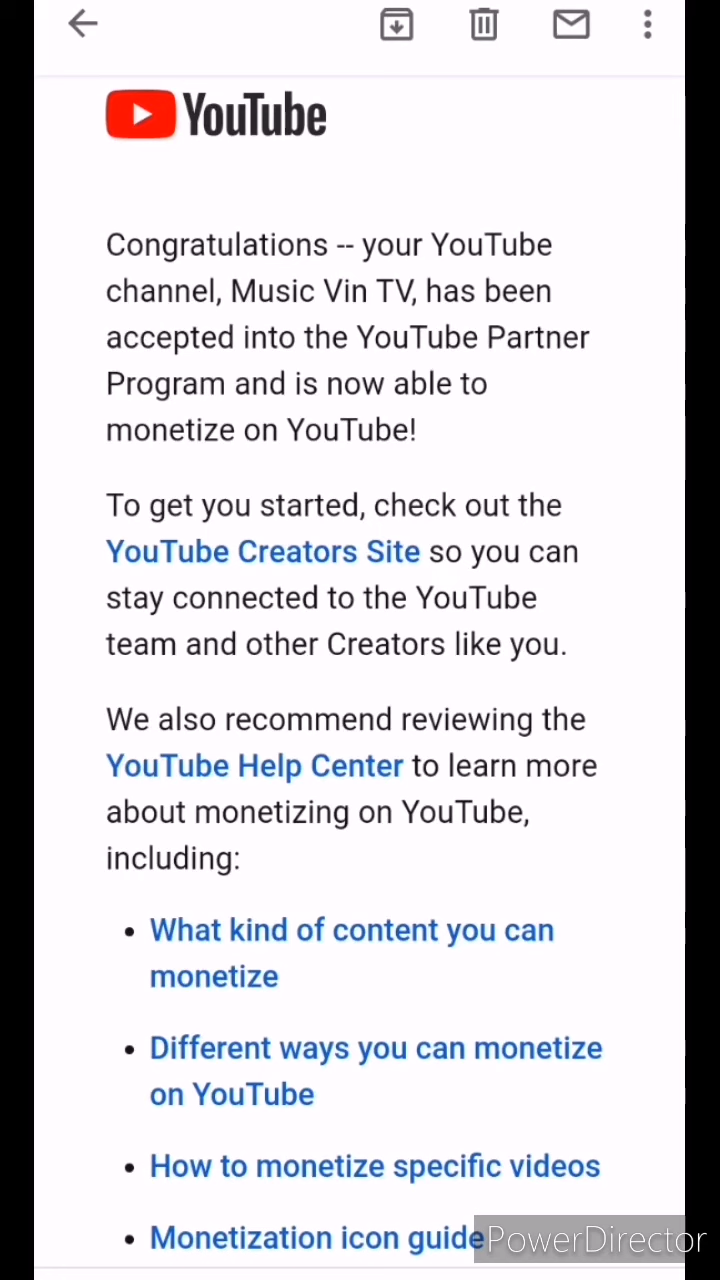 YouTube
Congratulations -- your YouTube
channel, Music Vin TV, has been
accepted into the YouTube Partner
Program and is now able to
monetize on YouTube!
To get you started, check out the
YouTube Creators Site so you can
stay connected to the YouTube
team and other Creators like you.
We also recommend reviewing the
YouTube Help Center to learn more
about monetizing on YouTube,
including:
• What kind of content you can
monetize
• Different ways you can monetize
on YouTube
• How to monetize specific videos
• Monetization icon guide
PowerDirector